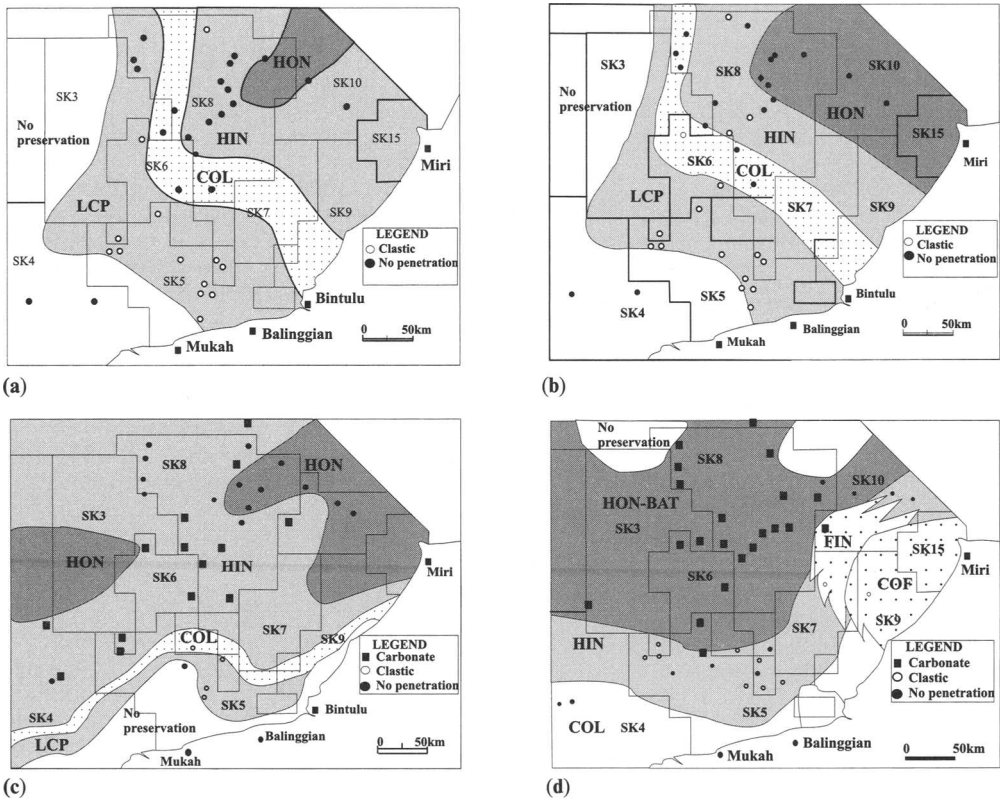 SK3
No
preservation
HON
SK10
SK8
HIN
SK15
Miri
SK6
COL
LCP
SK7
SK9
LEGEND
Clastic
No penetration
SK4
SK5
Bintulu
Balinggian
0 50km
Mukah
(a)
SK3
No
preservation
SK8
SK10
HON
HIN
SK15
Miri
SK6
COL
LCP
SK7
SK9
LEGEND
Clastic
No penetration
SK5
SK4
Bintulu
Balinggian
0 50km
Mukah
(b)
SK8
HON
SK3
HON
HIN
SK6
Miri
SK7
COL
SK9
LEGEND
Carbonate
Clastic
No penetration
SK5
No
preservation
SK4
LCP
Bintulu
Balinggian
0 50km
Mukah
(c)
No
preservation
SK8
SK10
HON-BAT
SK3
FIN
SK15
SK6
COF
Miri
SK9
SK7
HIN
LEGEND
Carbonate
Clastic
No penetration
SK5
COL
SK4
Bintulu
Balinggian
Mukah
0 50km
(d)